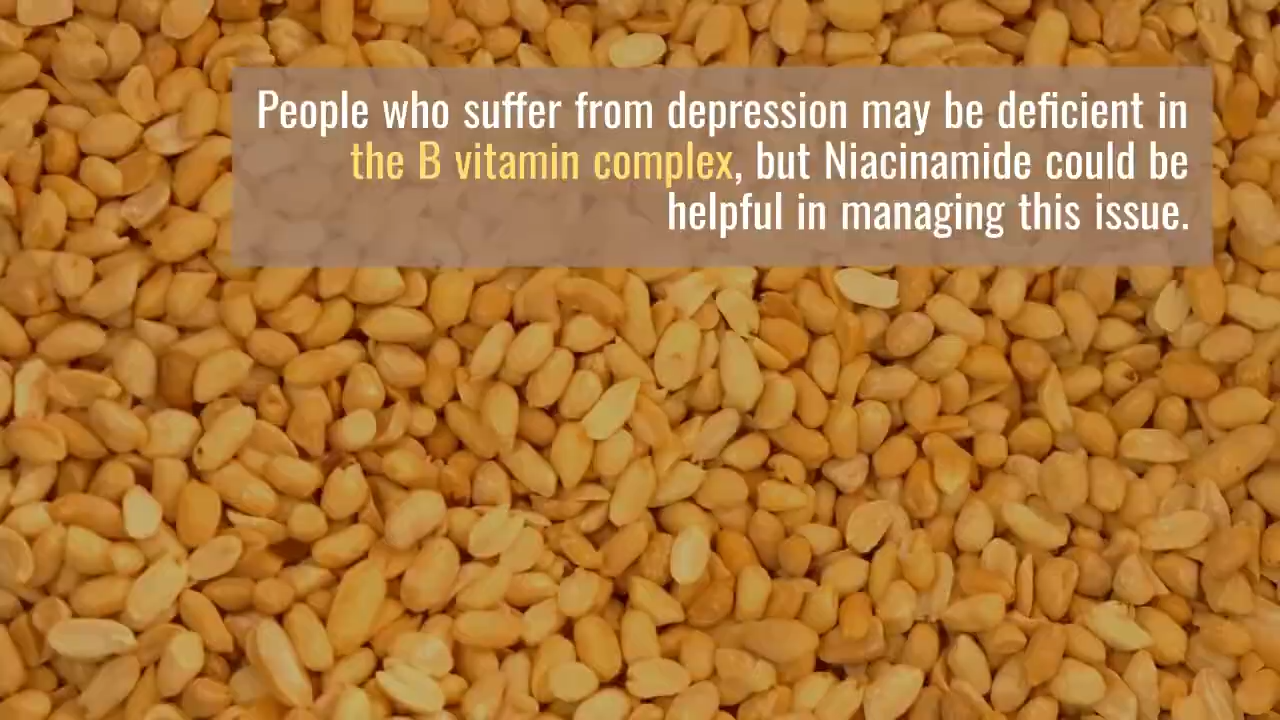 People who suffer from depression may be deficient in
the B vitamin complex, but Niacinamide could be
helpful in managing this issue.